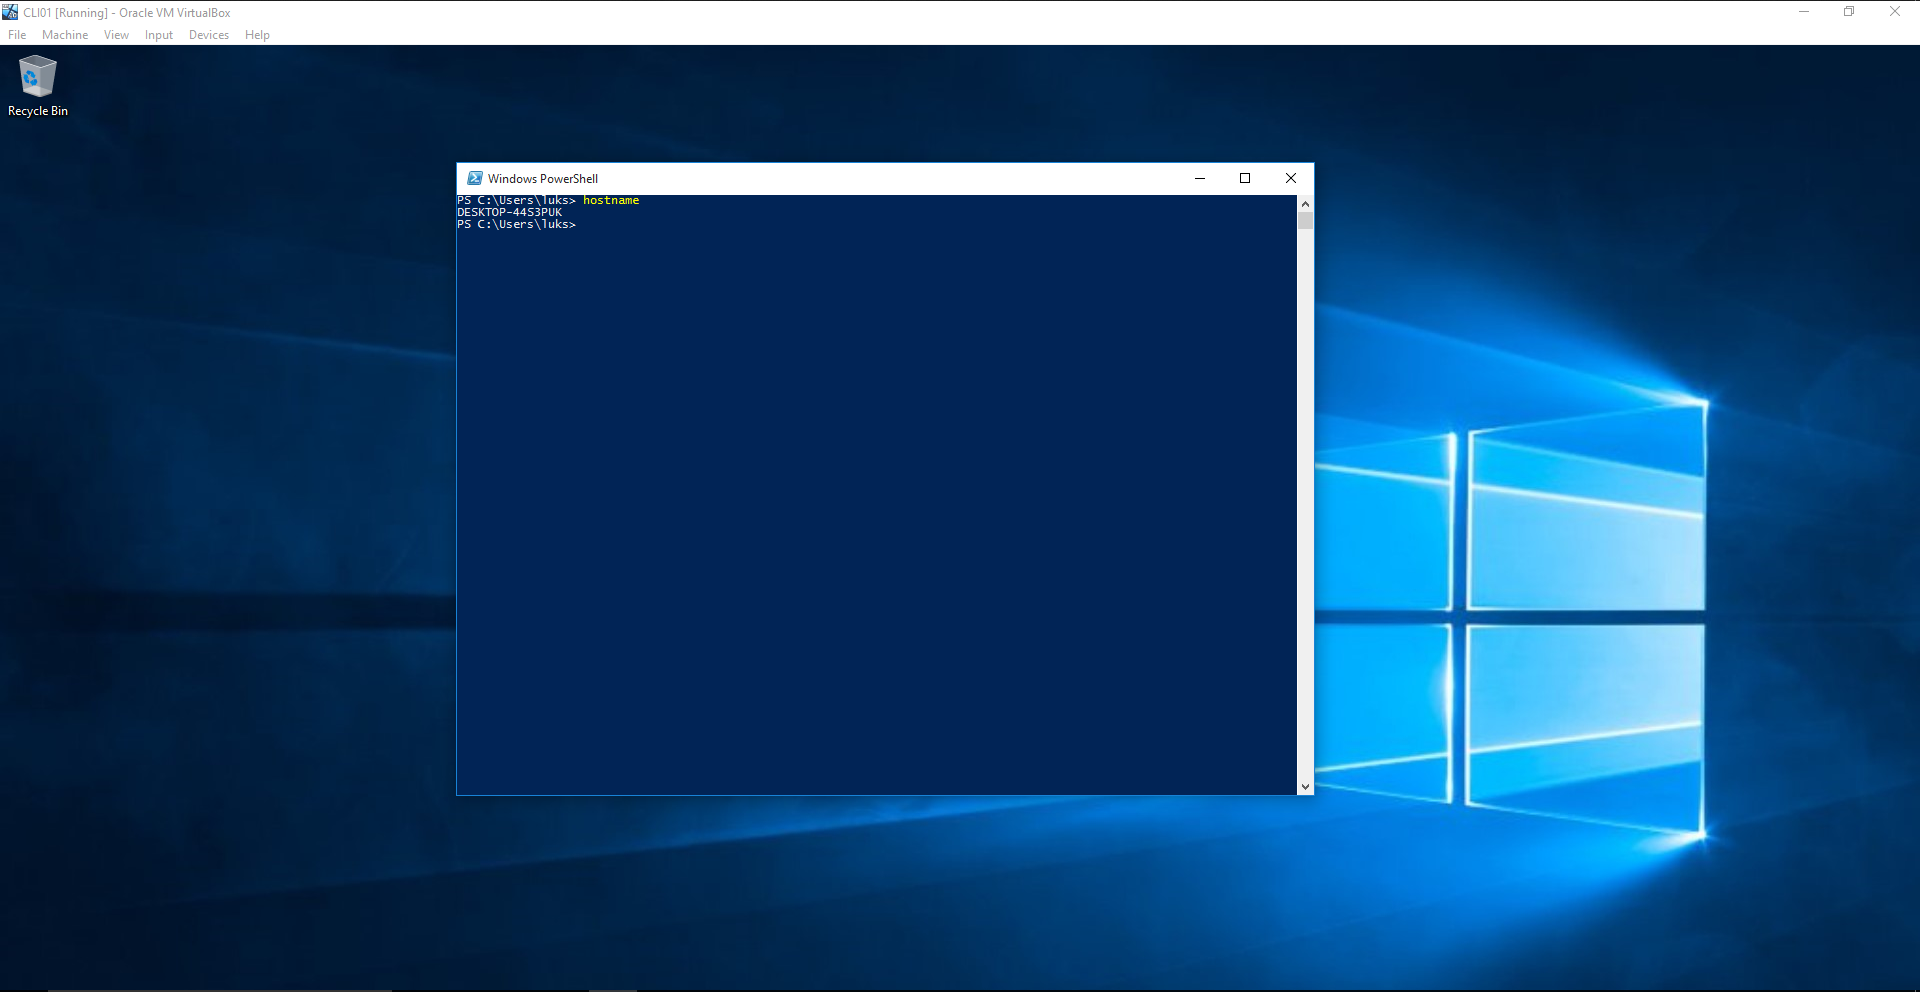 CLI01 [Running] - Oracle VM VirtualBox
File Machine View Input Devices Help
Recycle Bin
Windows PowerShell
PS C:\Users\luks> hostname
DESKTOP-44S3PUK
PS C:\Users\luks>